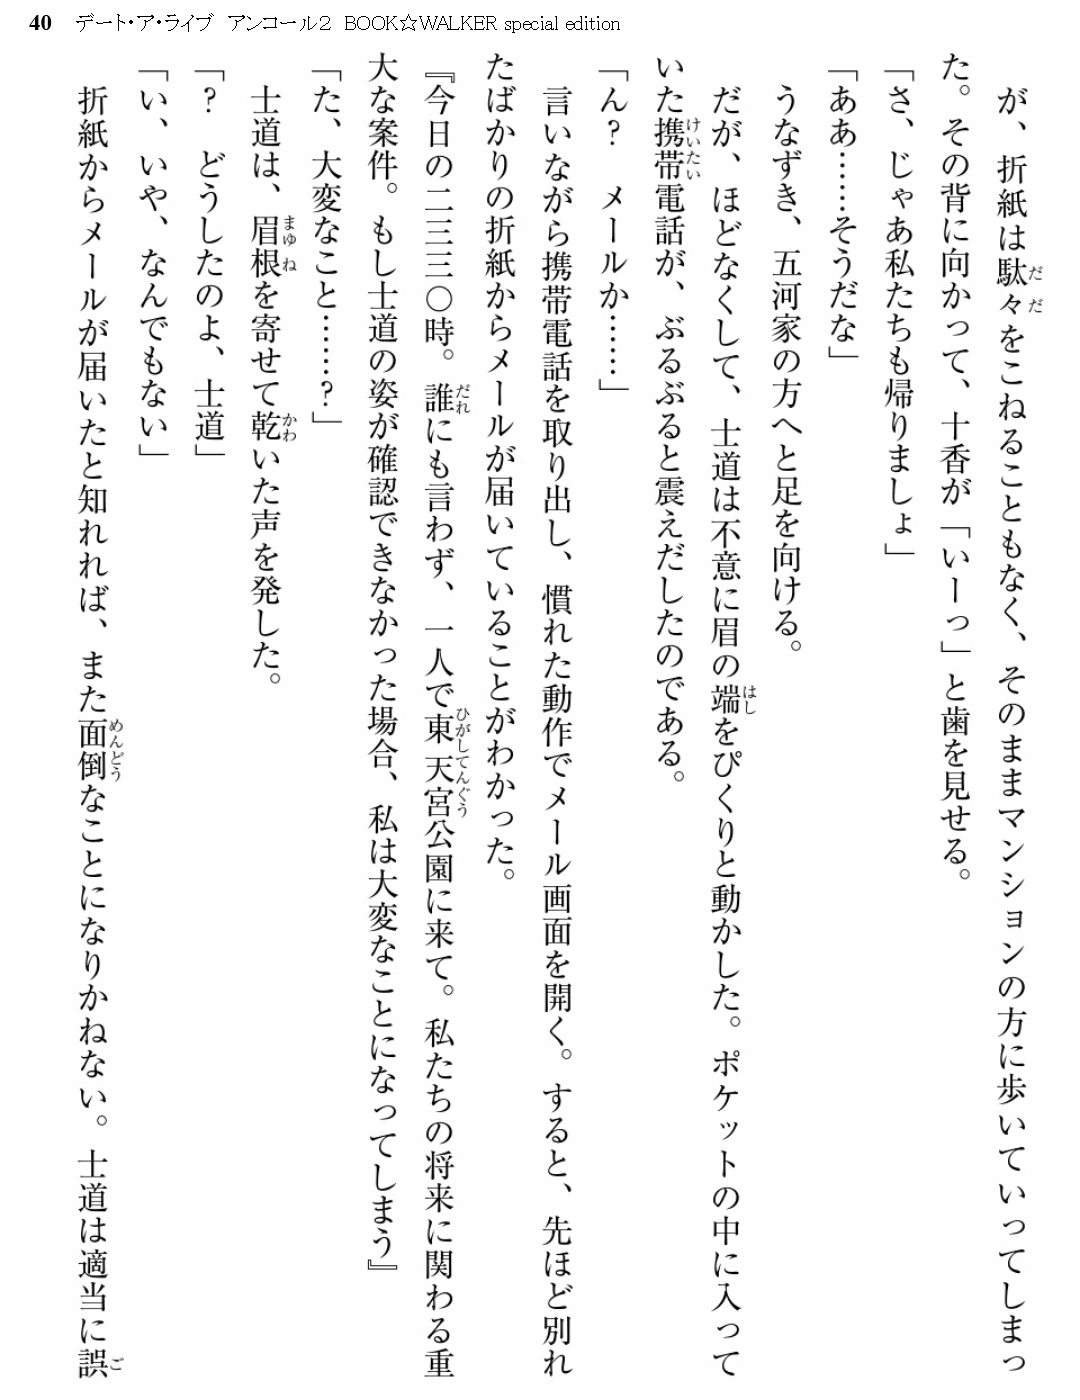 40 デート・ア・ライブ アンコール２ BOOK☆WALKER special edition
が、折紙は駄々をこねることもなく、そのままマンションの方に歩いていってしまっ
た。その背に向かって、十香が「いーっ」と歯を見せる。
「さ、じゃあ私たちも帰りましょ」
「ああ……そうだな」
うなずき、五河家の方へと足を向ける。
だが、ほどなくして、士道は不意に眉の端をぴくりと動かした。ポケットの中に入って
いた携帯電話が、ぶるぶると震えだしたのである。
「ん？　メールか……」
言いながら携帯電話を取り出し、慣れた動作でメール画面を開く。すると、先ほど別れ
たばかりの折紙からメールが届いていることがわかった。
『今日の二三三〇時。誰にも言わず、一人で東天宮公園に来て。私たちの将来に関わる重
大な案件。もし士道の姿が確認できなかった場合、私は大変なことになってしまう』
「た、大変なこと……？」
士道は、眉根を寄せて乾いた声を発した。
「？　どうしたのよ、士道」
「い、いや、なんでもない」
折紙からメールが届いたと知れれば、また面倒なことになりかねない。士道は適当に誤